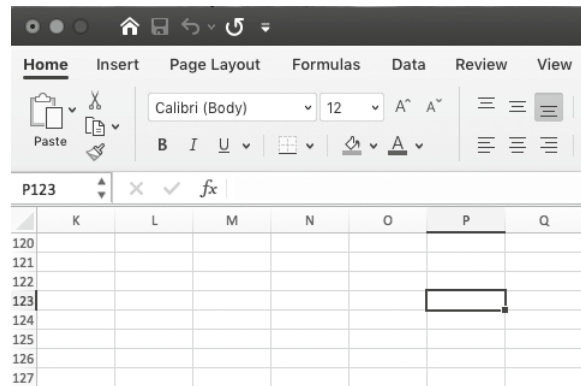 Home Insert Page Layout Formulas Data Review View
Calibri (Body) 12 A^ A˅
Paste B I U A
P123 fx
K L M N O P Q
120
121
122
123
124
125
126
127